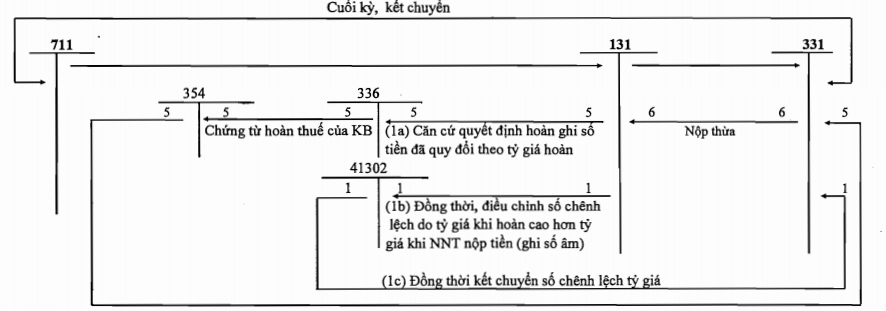 Cuối kỳ, kết chuyển
711 131 331
354 336
5 5 5 5 5 6 6 5
Chứng từ hoàn thuế của KB
(1a) Căn cứ quyết định hoàn ghi số
tiền đã quy đổi theo tỷ giá hoàn
Nộp thừa
41302
1 1 1 1
(1b) Đồng thời, điều chỉnh số chênh
lệch do tỷ giá khi hoàn cao hơn tỷ
giá khi NNT nộp tiền (ghi số âm)
(1c) Đồng thời kết chuyển số chênh lệch tỷ giá